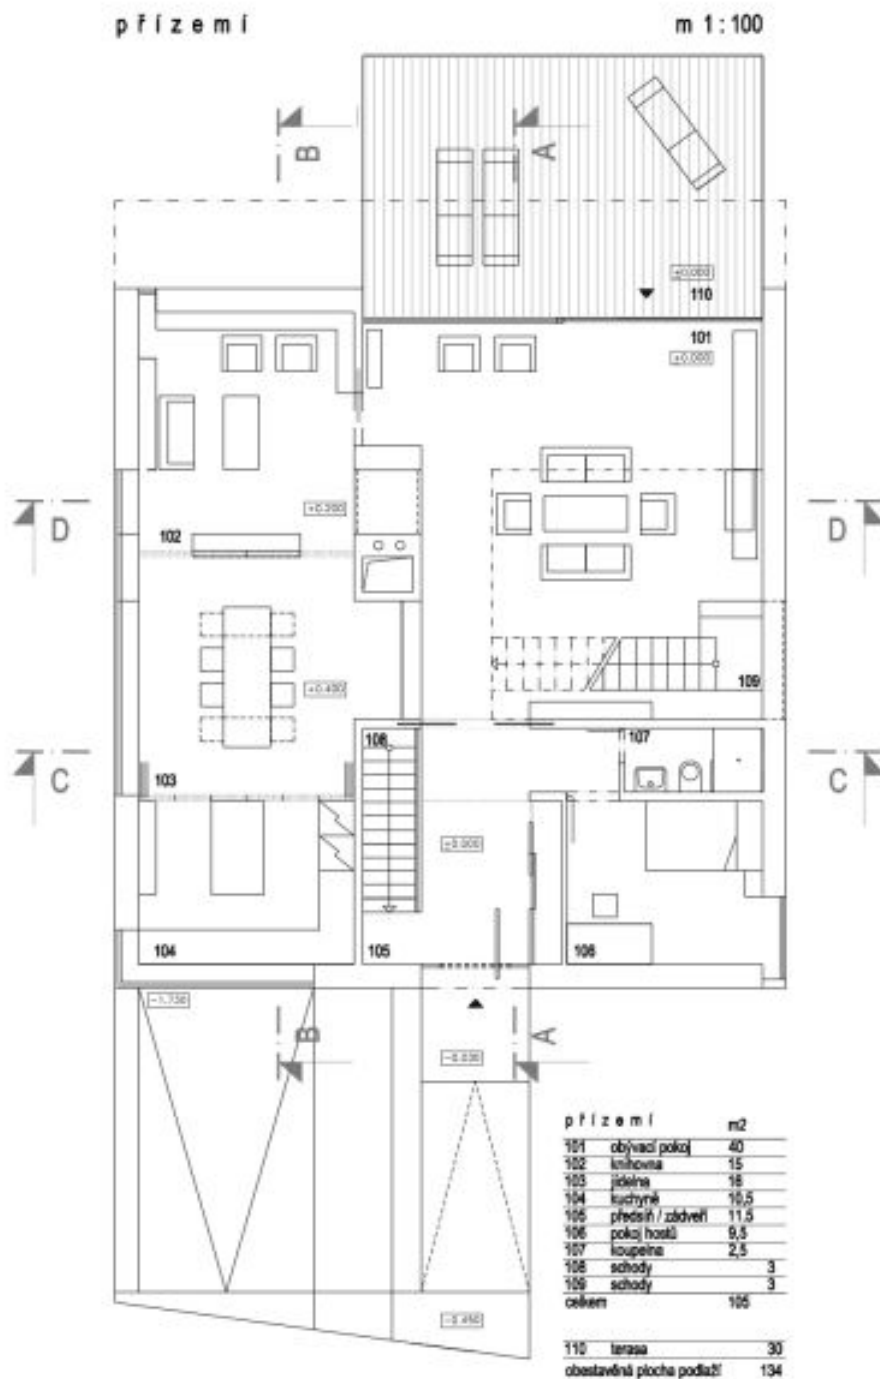 přízemí m 1:100
B A
±0.000
110
101
±0.000
D D
+0.200
102
+0.400
109
108 107
C C
103
±0.000
104 105 106
-1.730
B A
-0.030
-0.450
přízemí m2
101 obývací pokoj 40
102 knihovna 15
103 jídelna 16
104 kuchyně 10,5
105 předsíň / zádveří 11.5
106 pokoj hostů 9,5
107 koupelna 2,5
108 schody 3
109 schody 3
celkem 105
110 terasa 30
obestavěná plocha podlaží 134